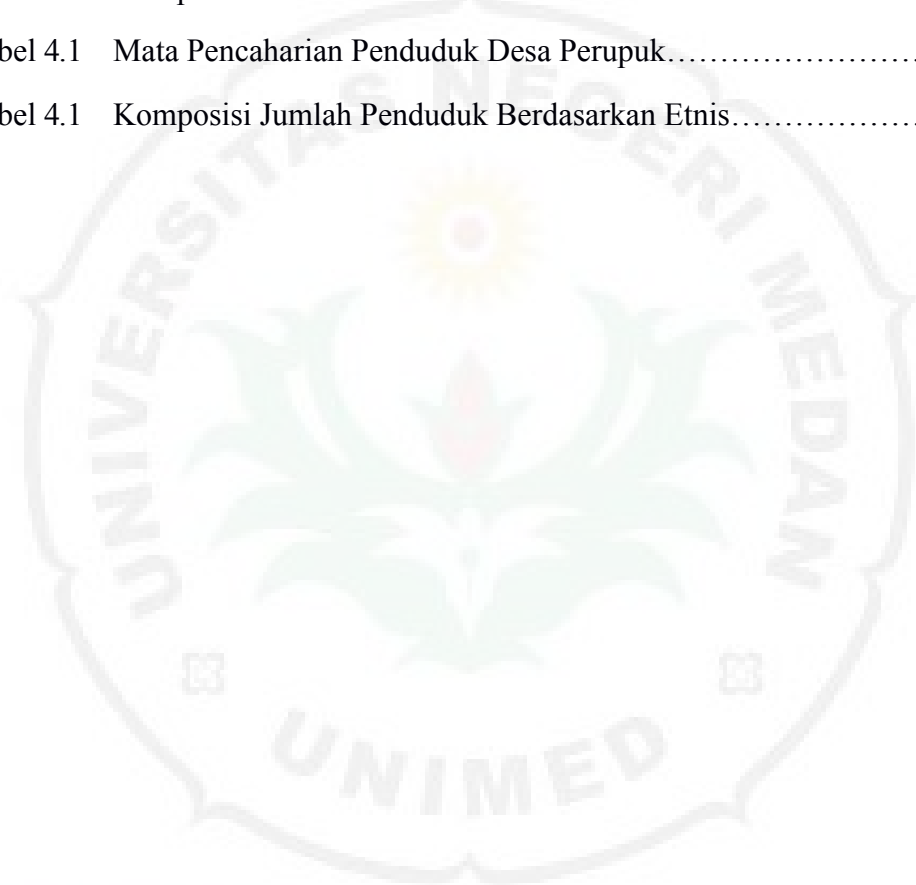 bel 4.1 Mata Pencaharian Penduduk Desa Perupuk……………………
bel 4.1 Komposisi Jumlah Penduduk Berdasarkan Etnis………………
UNIVERSITAS NEGERI MEDAN
UNIMED